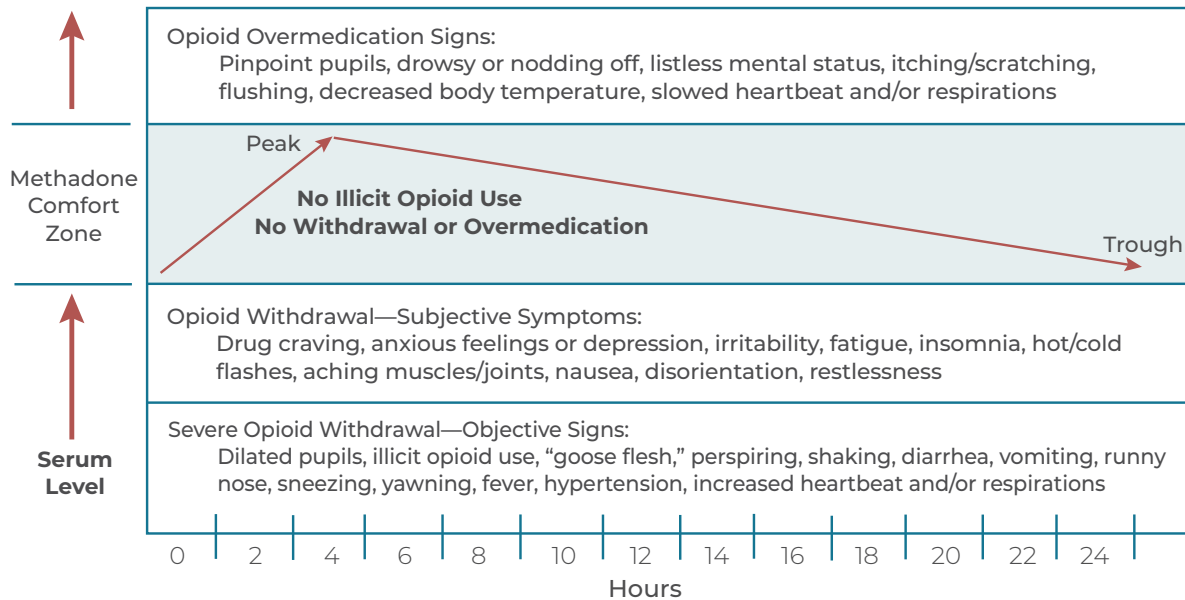 Opioid Overmedication Signs:
Pinpoint pupils, drowsy or nodding off, listless mental status, itching/scratching,
flushing, decreased body temperature, slowed heartbeat and/or respirations
Methadone
Comfort
Zone
Peak
No Illicit Opioid Use
No Withdrawal or Overmedication
Trough
Opioid Withdrawal—Subjective Symptoms:
Drug craving, anxious feelings or depression, irritability, fatigue, insomnia, hot/cold
flashes, aching muscles/joints, nausea, disorientation, restlessness
Severe Opioid Withdrawal—Objective Signs:
Dilated pupils, illicit opioid use, “goose flesh,” perspiring, shaking, diarrhea, vomiting, runny
nose, sneezing, yawning, fever, hypertension, increased heartbeat and/or respirations
Serum
Level
0 2 4 6 8 10 12 14 16 18 20 22 24
Hours